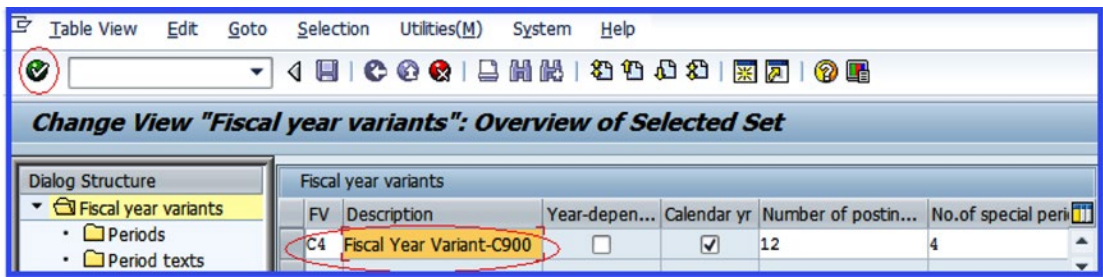 Table View Edit Goto Selection Utilities(M) System Help
Change View "Fiscal year variants": Overview of Selected Set
Dialog Structure
Fiscal year variants
Periods
Period texts
Fiscal year variants
FV Description Year-depen... Calendar yr Number of postin... No.of special peri
C4 Fiscal Year Variant-C900 12 4